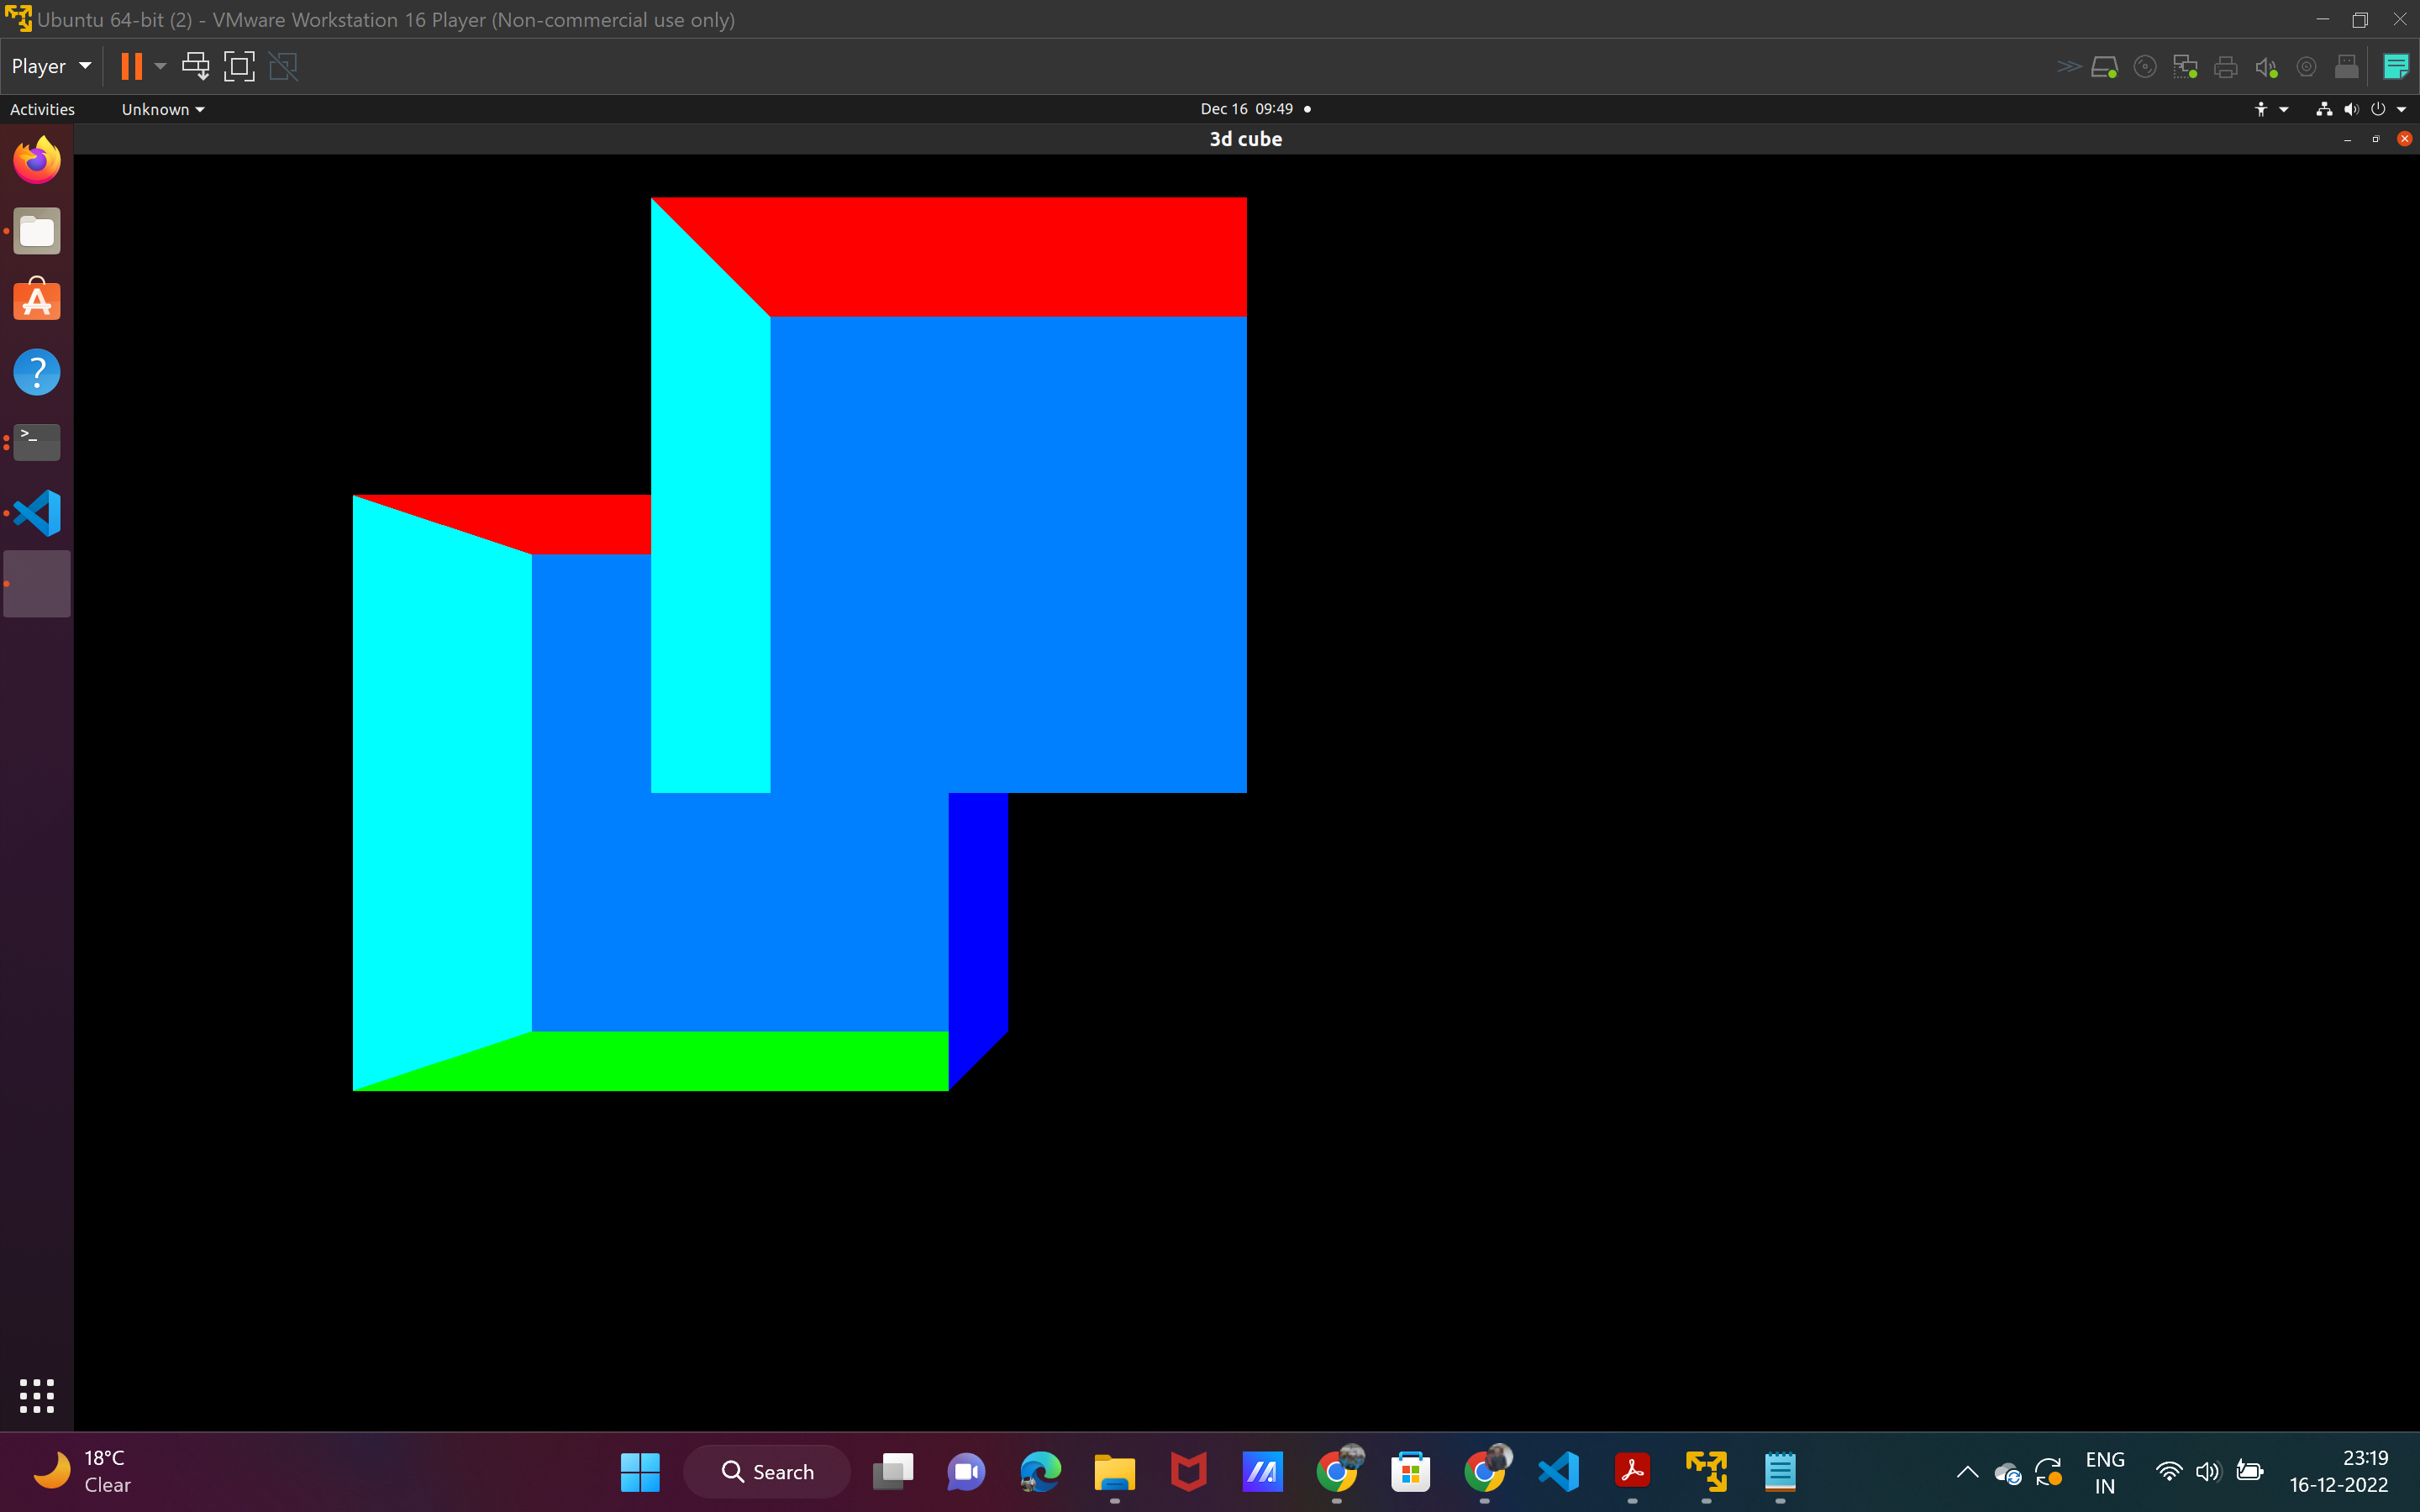 Ubuntu 64-bit (2) - VMware Workstation 16 Player (Non-commercial use only)
Player
Activities
Unknown
Dec 16 09:49
3d cube
18°C
Clear
Search
ENG
IN
23:19
16-12-2022